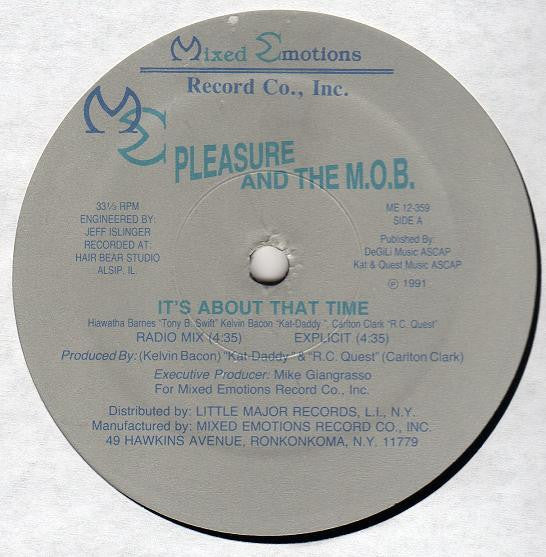 Mixed Emotions
Record Co., Inc.
ME
PLEASURE
AND THE M.O.B.
33⅓ RPM
ENGINEERED BY:
JEFF ISLINGER
RECORDED AT:
HAIR BEAR STUDIO
ALSIP. IL.
ME 12-359
SIDE A
Published By:
DeGiLi Music ASCAP
Kat & Quest Music ASCAP
℗ 1991
IT'S ABOUT THAT TIME
Hiawatha Barnes "Tony B. Swift" Kelvin Bacon "Kat-Daddy", Carlton Clark "R.C. Quest"
RADIO MIX (4:35) EXPLICIT (4:35)
Produced By: (Kelvin Bacon) "Kat-Daddy" & "R.C. Quest" (Carlton Clark)
Executive Producer: Mike Giangrasso
For Mixed Emotions Record Co., Inc.
Distributed by: LITTLE MAJOR RECORDS, L.I., N.Y.
Manufactured by: MIXED EMOTIONS RECORD CO., INC.
49 HAWKINS AVENUE, RONKONKOMA, N.Y. 11779